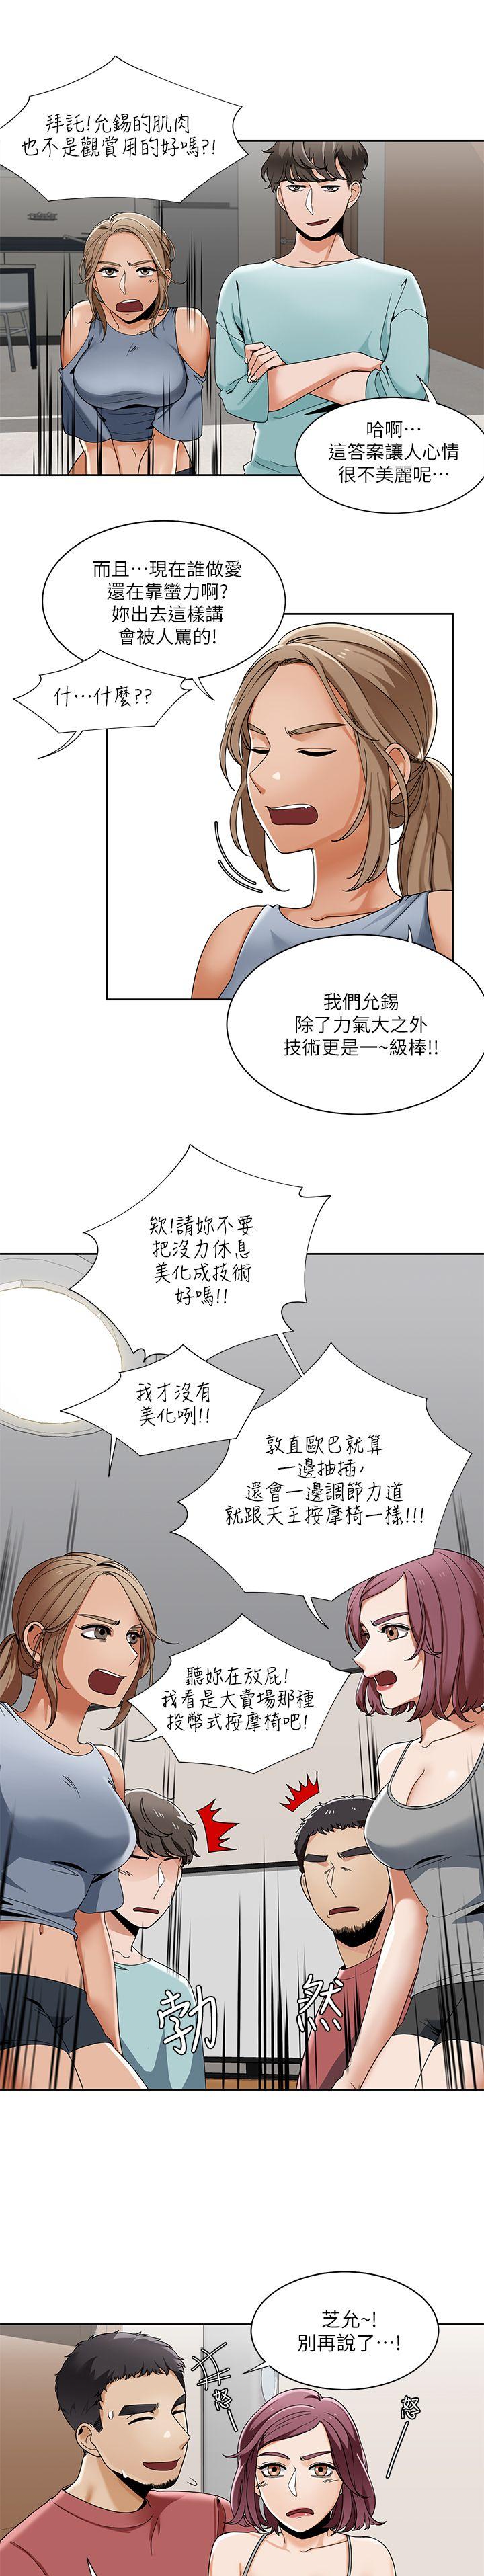 拜託!允錫的肌肉
也不是觀賞用的好嗎?!
哈啊⋯
這答案讓人心情
很不美麗呢⋯
而且⋯現在誰做愛
還在靠蠻力啊?
妳出去這樣講
會被人罵的!
什⋯什麼??
我們允錫
除了力氣大之外
技術更是一~級棒!!
欸!請妳不要
把沒力休息
美化成技術
好嗎!!
我才沒有
美化咧!!
敦直歐巴就算
一邊抽插,
還會一邊調節力道
就跟天王按摩椅一樣!!!
聽妳在放屁!
我看是大賣場那種
投幣式按摩椅吧!
勃然
芝允~!
別再說了⋯!
怒
怒